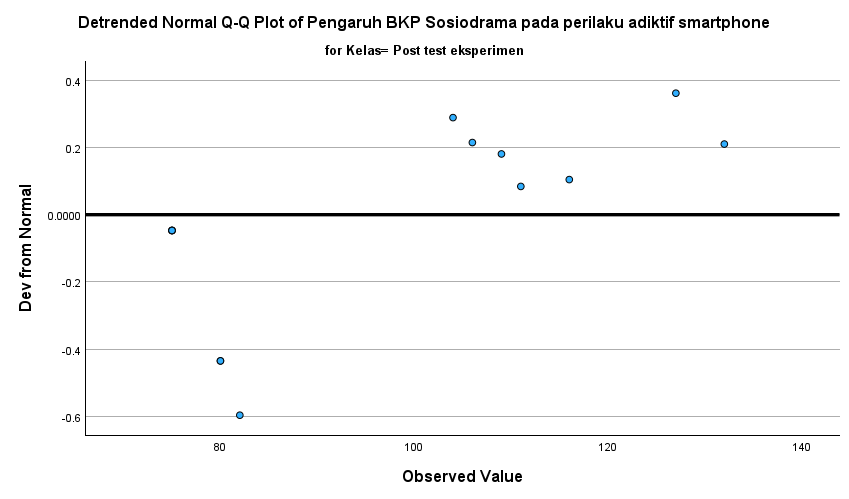 Detrended Normal Q-Q Plot of Pengaruh BKP Sosiodrama pada perilaku adiktif smartphone
for Kelas= Post test eksperimen
Dev from Normal
0.4
0.2
0.0000
-0.2
-0.4
-0.6
80 100 120 140
Observed Value